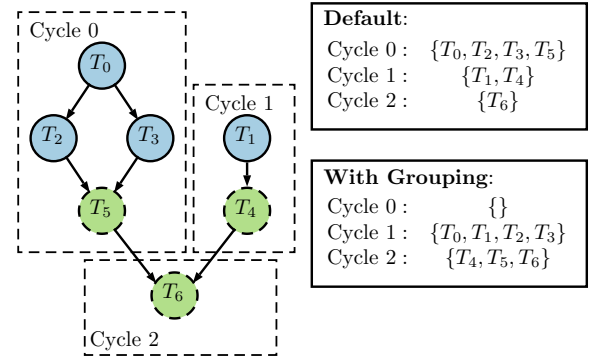 Cycle 0
T₀
T₂
T₃
T₅
Cycle 1
T₁
T₄
T₆
Cycle 2
Default:
Cycle 0 : {T₀, T₂, T₃, T₅}
Cycle 1 : {T₁, T₄}
Cycle 2 : {T₆}
With Grouping:
Cycle 0 : {}
Cycle 1 : {T₀, T₁, T₂, T₃}
Cycle 2 : {T₄, T₅, T₆}